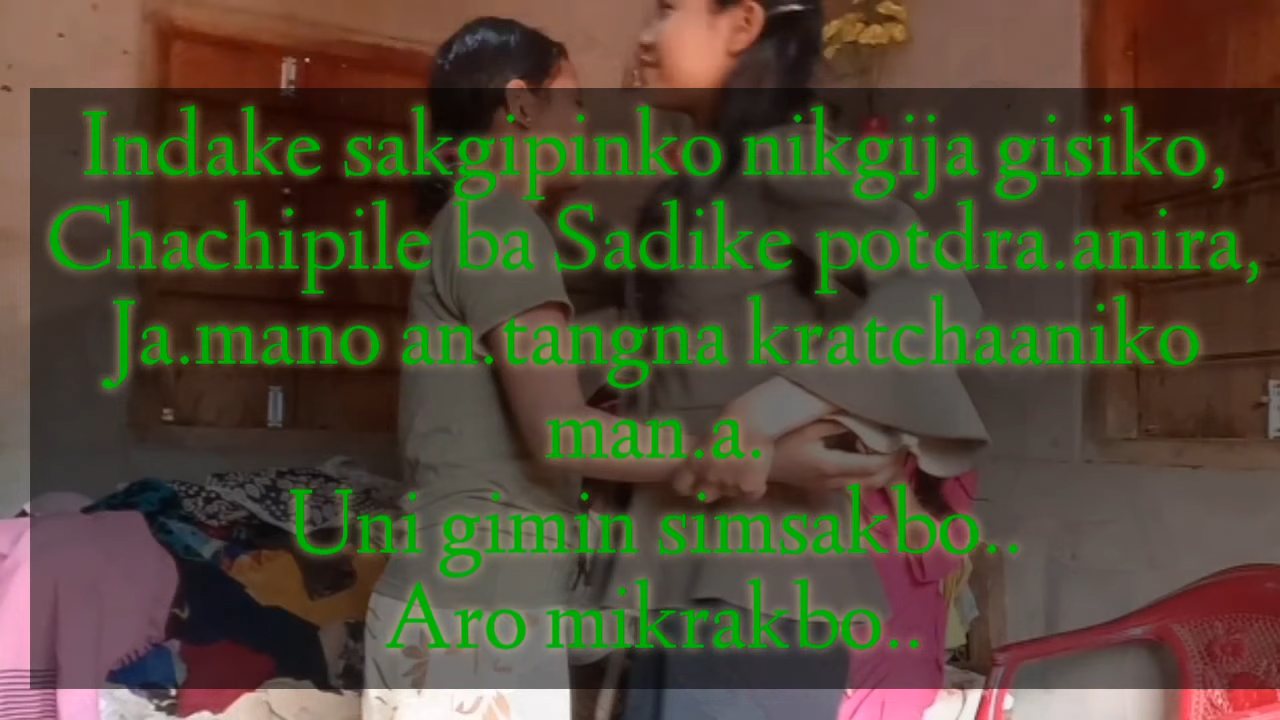 Indake sakgipinko nikgija gisiko,
Chachipile ba Sadike potdra.anira,
Ja.mano an.tangna kratchaaniko
man.a.
Uni gimin simsakbo..
Aro mikrakbo..